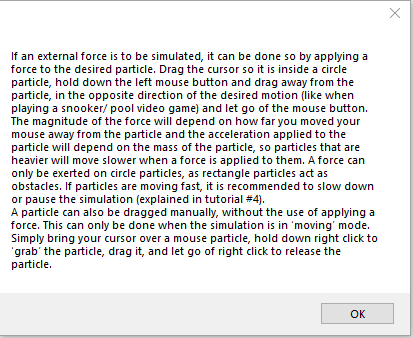 If an external force is to be simulated, it can be done so by applying a
force to the desired particle. Drag the cursor so it is inside a circle
particle, hold down the left mouse button and drag away from the
particle, in the opposite direction of the desired motion (like when
playing a snooker/ pool video game) and let go of the mouse button.
The magnitude of the force will depend on how far you moved your
mouse away from the particle and the acceleration applied to the
particle will depend on the mass of the particle, so particles that are
heavier will move slower when a force is applied to them. A force can
only be exerted on circle particles, as rectangle particles act as
obstacles. If particles are moving fast, it is recommended to slow down
or pause the simulation (explained in tutorial #4).
A particle can also be dragged manually, without the use of applying a
force. This can only be done when the simulation is in 'moving' mode.
Simply bring your cursor over a mouse particle, hold down right click to
'grab' the particle, drag it, and let go of right click to release the
particle.
OK